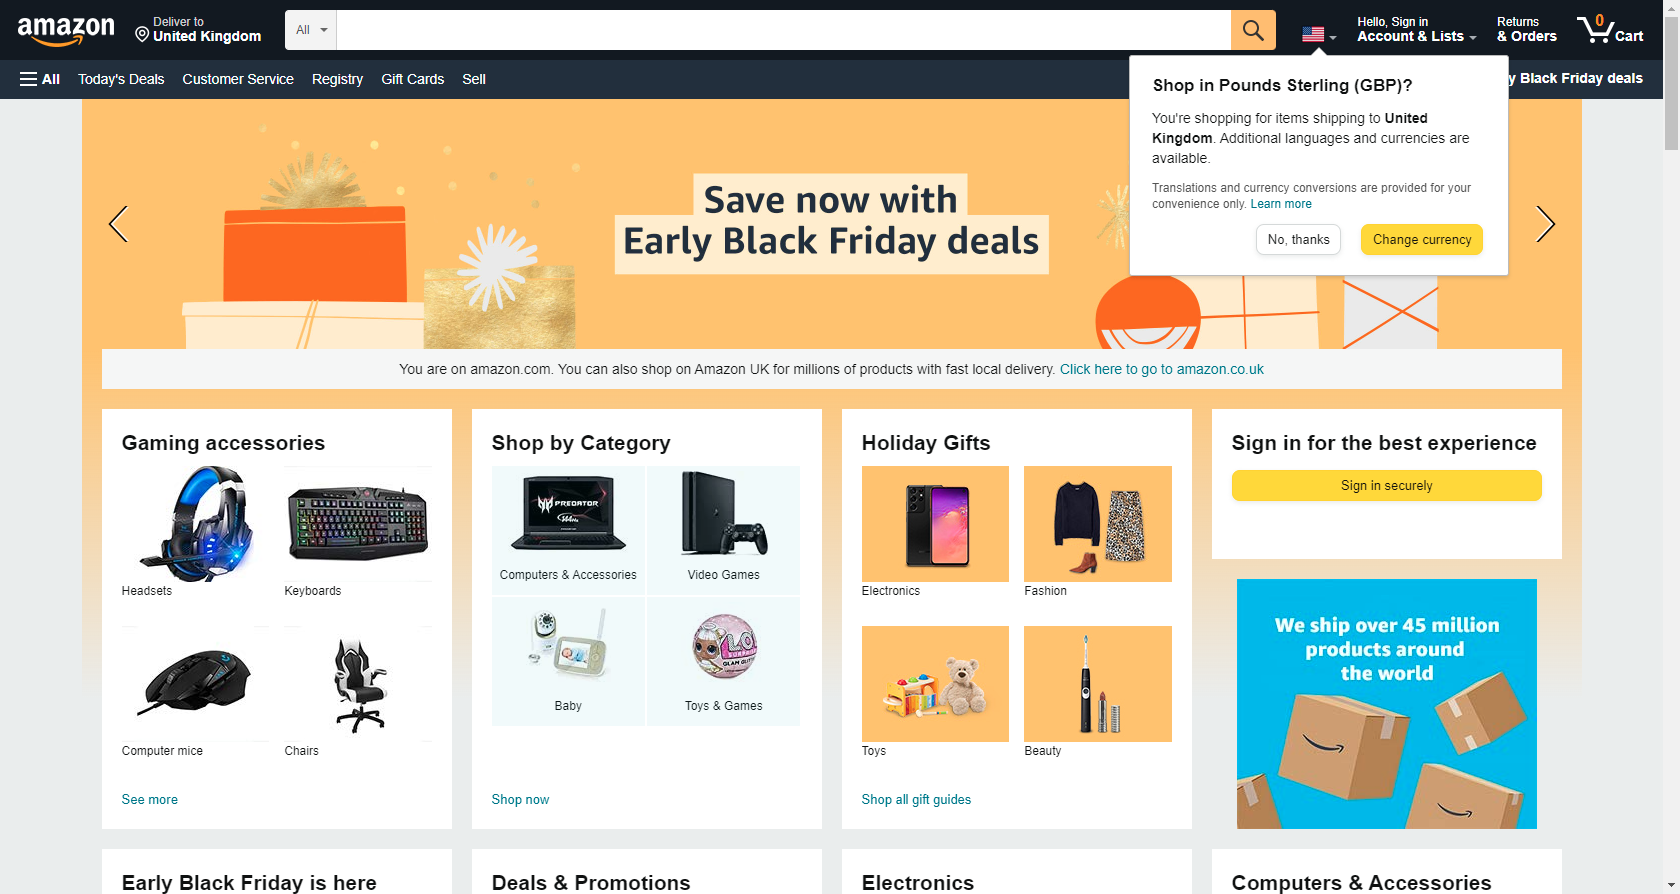 amazon
Deliver to
United Kingdom
All
Hello, Sign in
Account & Lists
Returns
& Orders
0
Cart
All
Today's Deals
Customer Service
Registry
Gift Cards
Sell
y Black Friday deals
Shop in Pounds Sterling (GBP)?
You're shopping for items shipping to United
Kingdom. Additional languages and currencies are
available.
Translations and currency conversions are provided for your
convenience only. Learn more
No, thanks
Change currency
Save now with
Early Black Friday deals
You are on amazon.com. You can also shop on Amazon UK for millions of products with fast local delivery. Click here to go to amazon.co.uk
Gaming accessories
Headsets
Keyboards
Computer mice
Chairs
See more
Shop by Category
PREDATOR
Computers & Accessories
Video Games
L.O.L.
SURPRISE
GLAM GLITTER
Baby
Toys & Games
Shop now
Holiday Gifts
Electronics
Fashion
Toys
Beauty
Shop all gift guides
Sign in for the best experience
Sign in securely
We ship over 45 million
products around
the world
Early Black Friday is here
Deals & Promotions
Electronics
Computers & Accessories